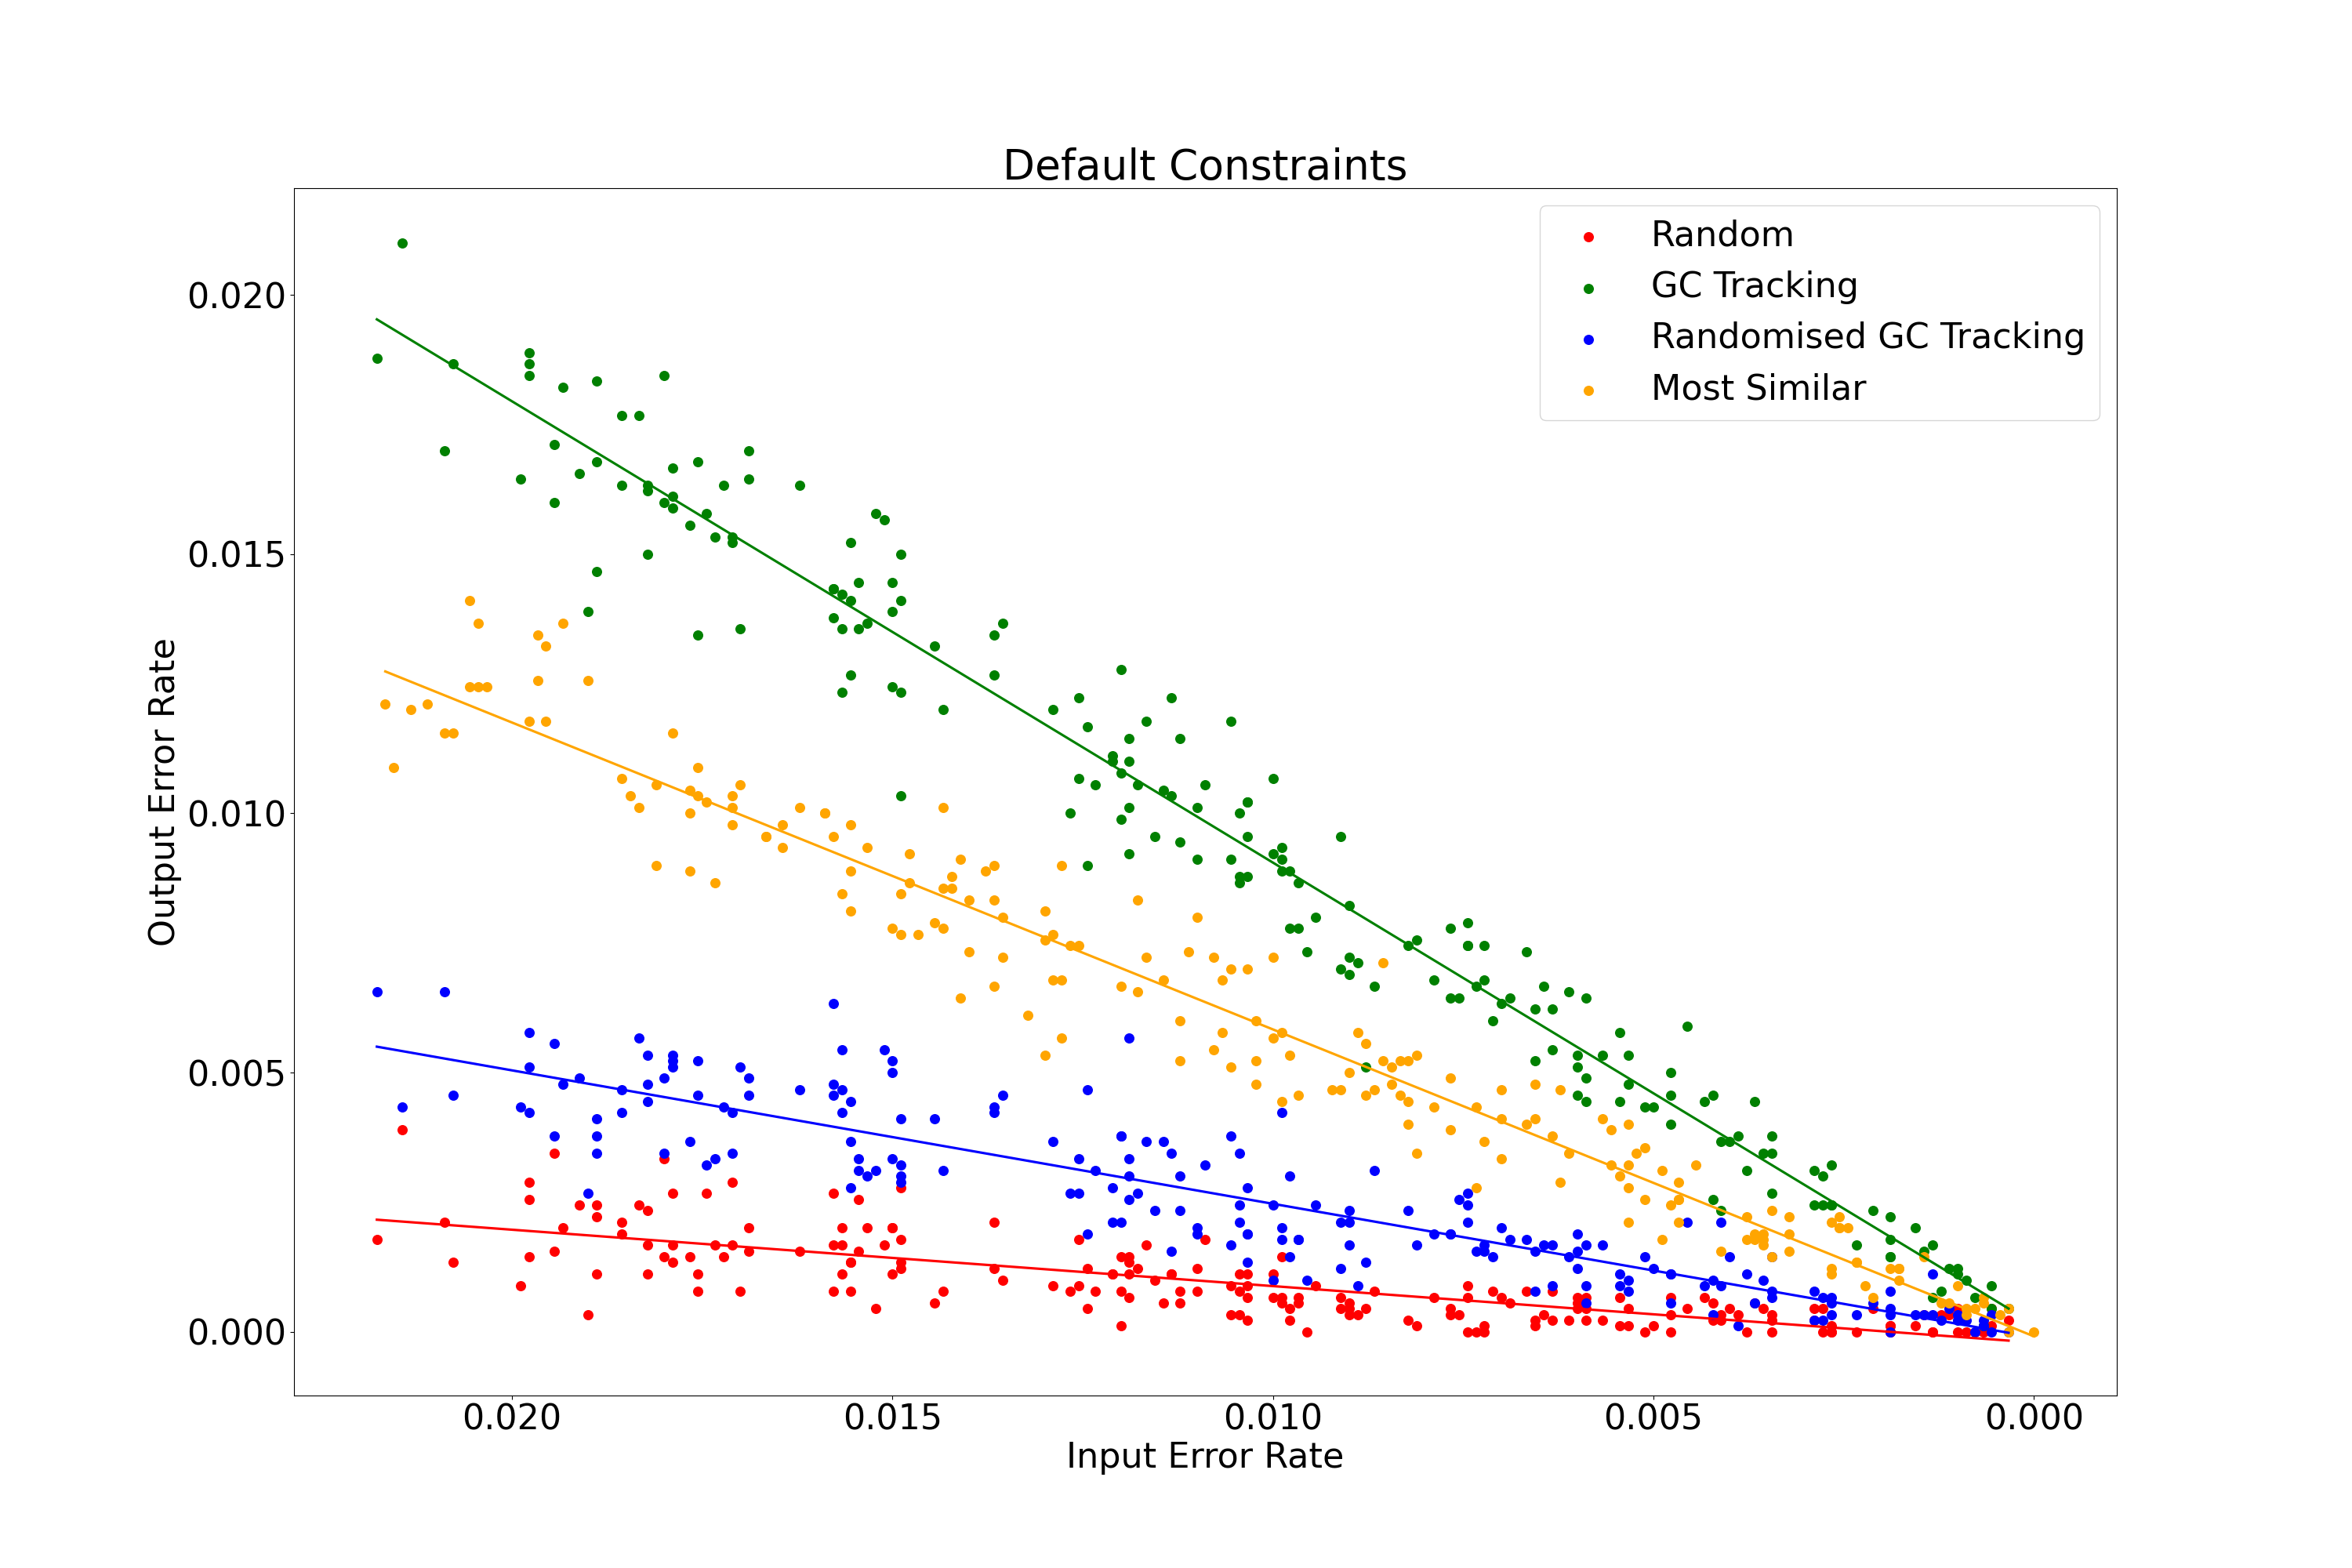 Default Constraints
Random
GC Tracking
Randomised GC Tracking
Most Similar
0.020
0.015
0.010
0.005
0.000
Output Error Rate
0.020 0.015 0.010 0.005 0.000
Input Error Rate